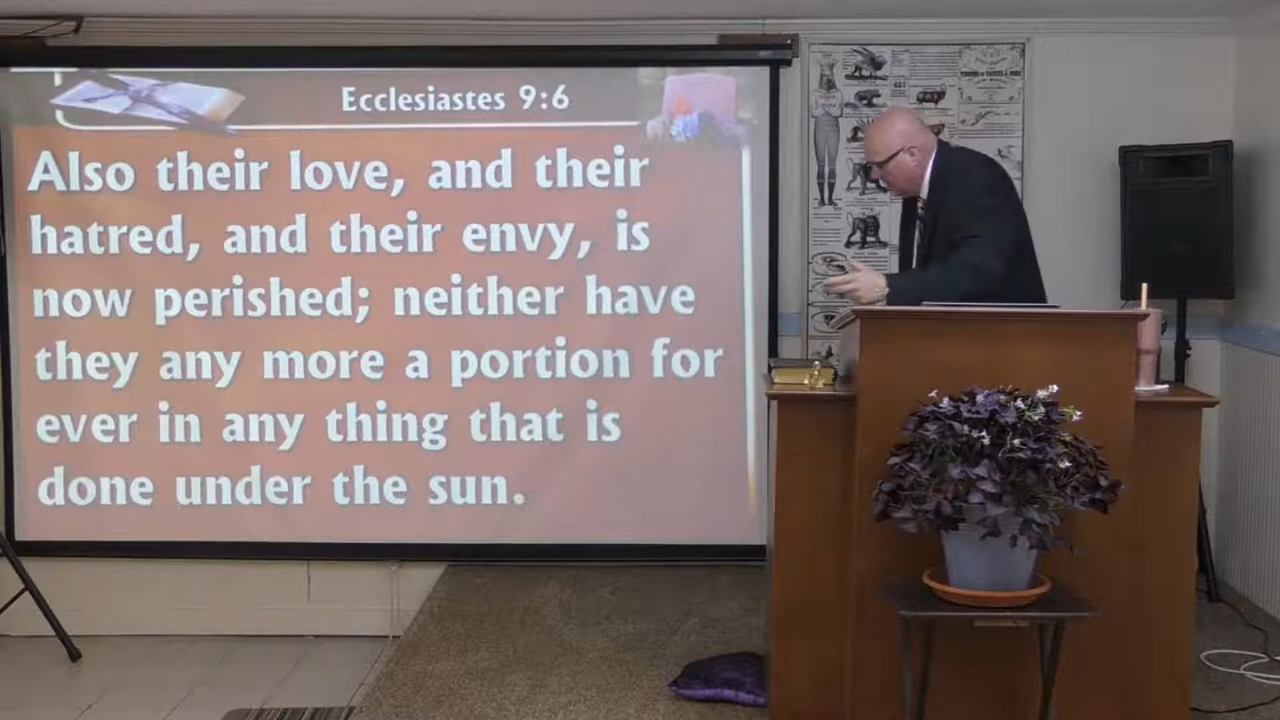 Ecclesiastes 9:6
Also their love, and their
hatred, and their envy, is
now perished; neither have
they any more a portion for
ever in any thing that is
done under the sun.